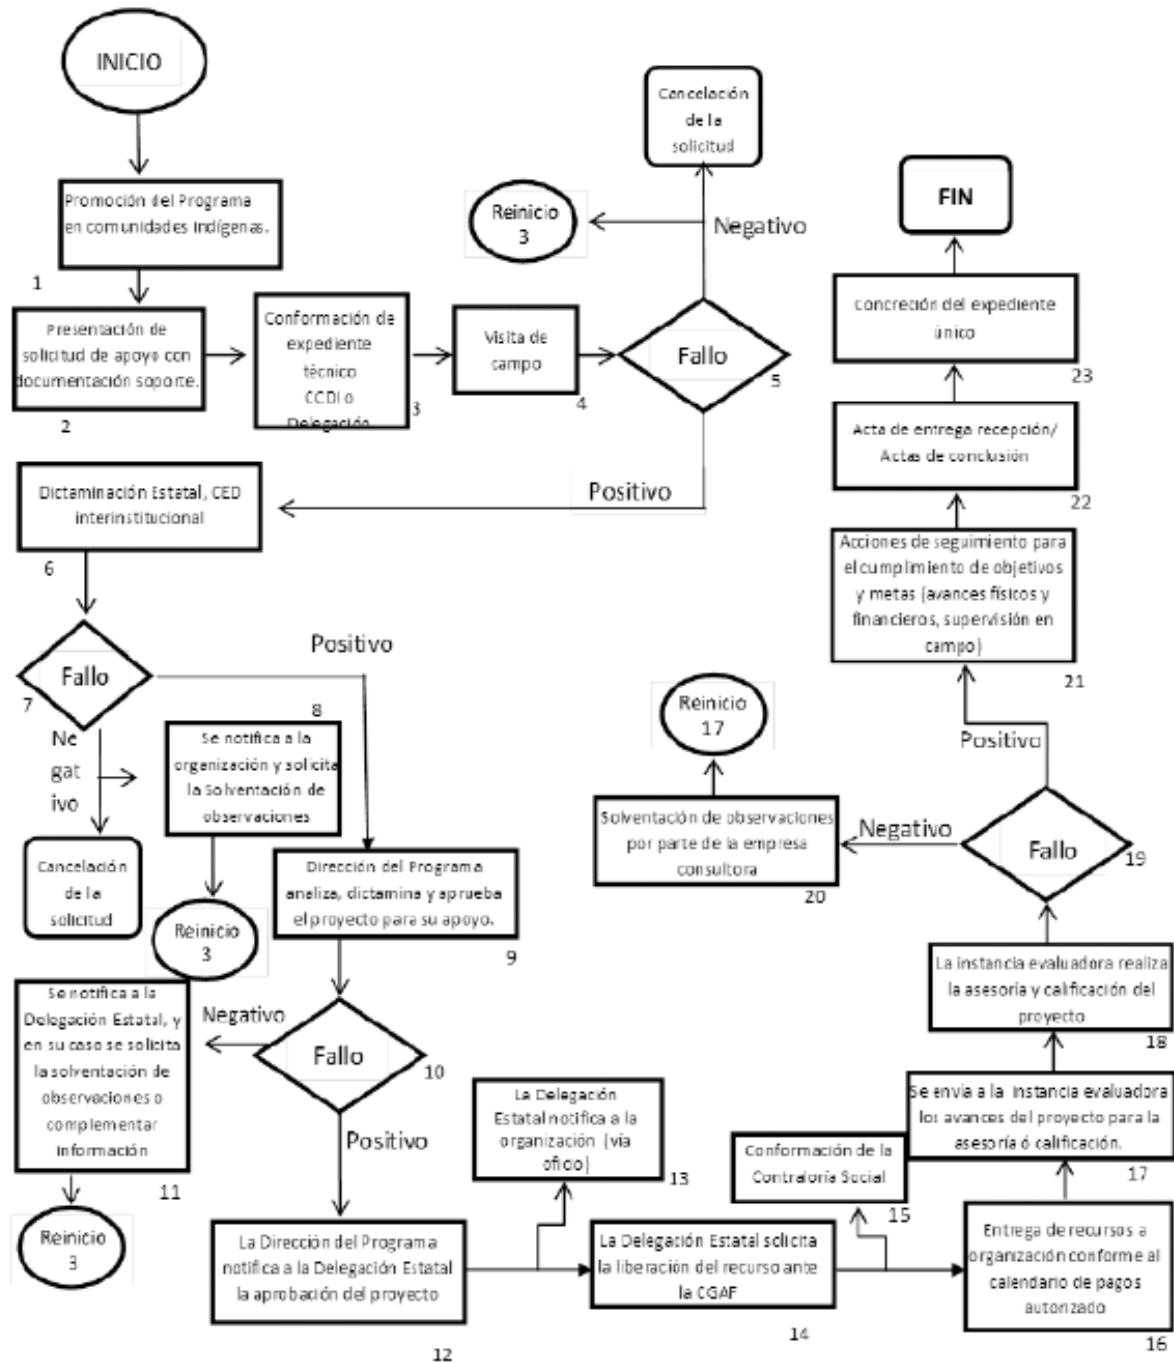 INICIO
Promoción del Programa
en comunidades indígenas.
1
Presentación de
solicitud de apoyo con
documentación soporte.
2
Conformación de
expediente
técnico
CCDI o
Delegación
3
Visita de
campo
4
Fallo
5
Negativo
Reinicio
3
Cancelación
de la
solicitud
Positivo
Dictaminación Estatal, CED
interinstitucional
6
Fallo
7
Positivo
Ne
gat
ivo
Cancelación
de la
solicitud
8
Se notifica a la
organización y solicita
la Solventación de
observaciones
Reinicio
3
Dirección del Programa
analiza, dictamina y aprueba
el proyecto para su apoyo.
9
Fallo
10
Negativo
Se notifica a la
Delegación Estatal, y
en su caso se solicita
la solventación de
observaciones o
complementar
información
11
Reinicio
3
Positivo
La Dirección del Programa
notifica a la Delegación Estatal
la aprobación del proyecto
12
La Delegación
Estatal notifica a la
organización (vía
oficio)
13
La Delegación Estatal solicita
la liberación del recurso ante
la CGAF
14
Conformación de la
Contraloría Social
15
Entrega de recursos a
organización conforme al
calendario de pagos
autorizado
16
Se envía a la instancia evaluadora
los avances del proyecto para la
asesoría ó calificación.
17
La instancia evaluadora realiza
la asesoría y calificación del
proyecto
18
Fallo
19
Negativo
Solventación de observaciones
por parte de la empresa
consultora
20
Reinicio
17
Positivo
Acciones de seguimiento para
el cumplimiento de objetivos
y metas (avances físicos y
financieros, supervisión en
campo)
21
Acta de entrega recepción/
Actas de conclusión
22
Concreción del expediente
único
23
FIN